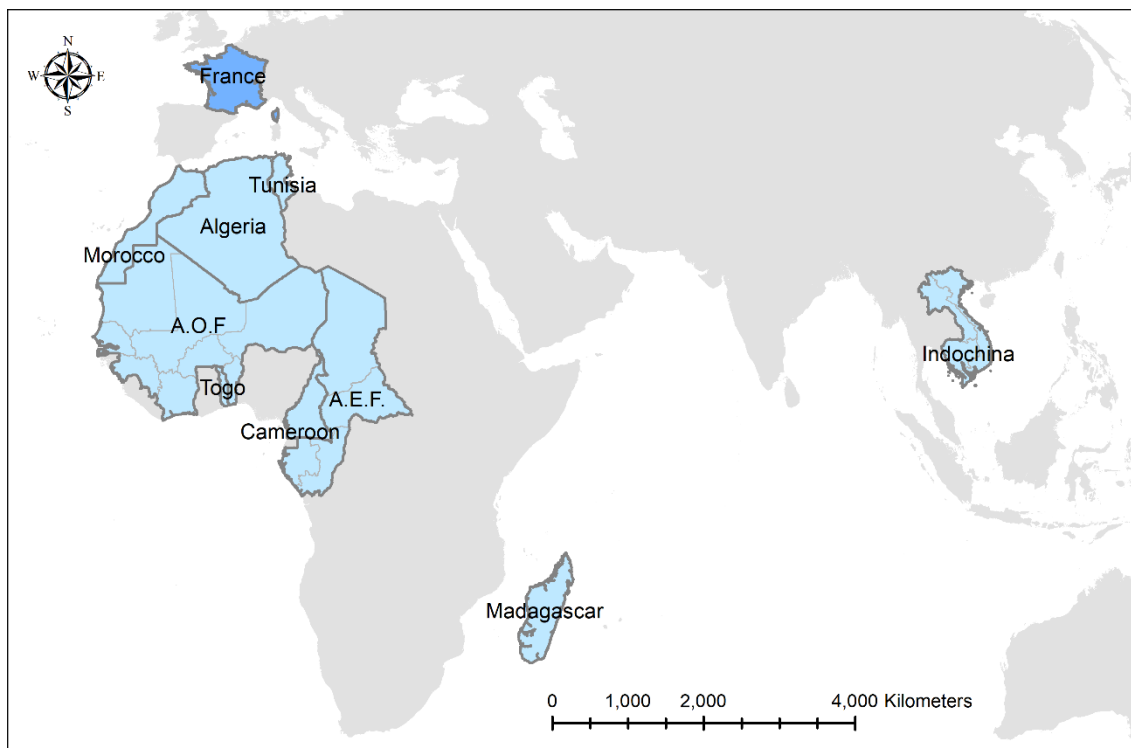 N
W E
S
France
Tunisia
Algeria
Morocco
A.O.F
Indochina
Togo
A.E.F.
Cameroon
Madagascar
0 1,000 2,000 4,000 Kilometers